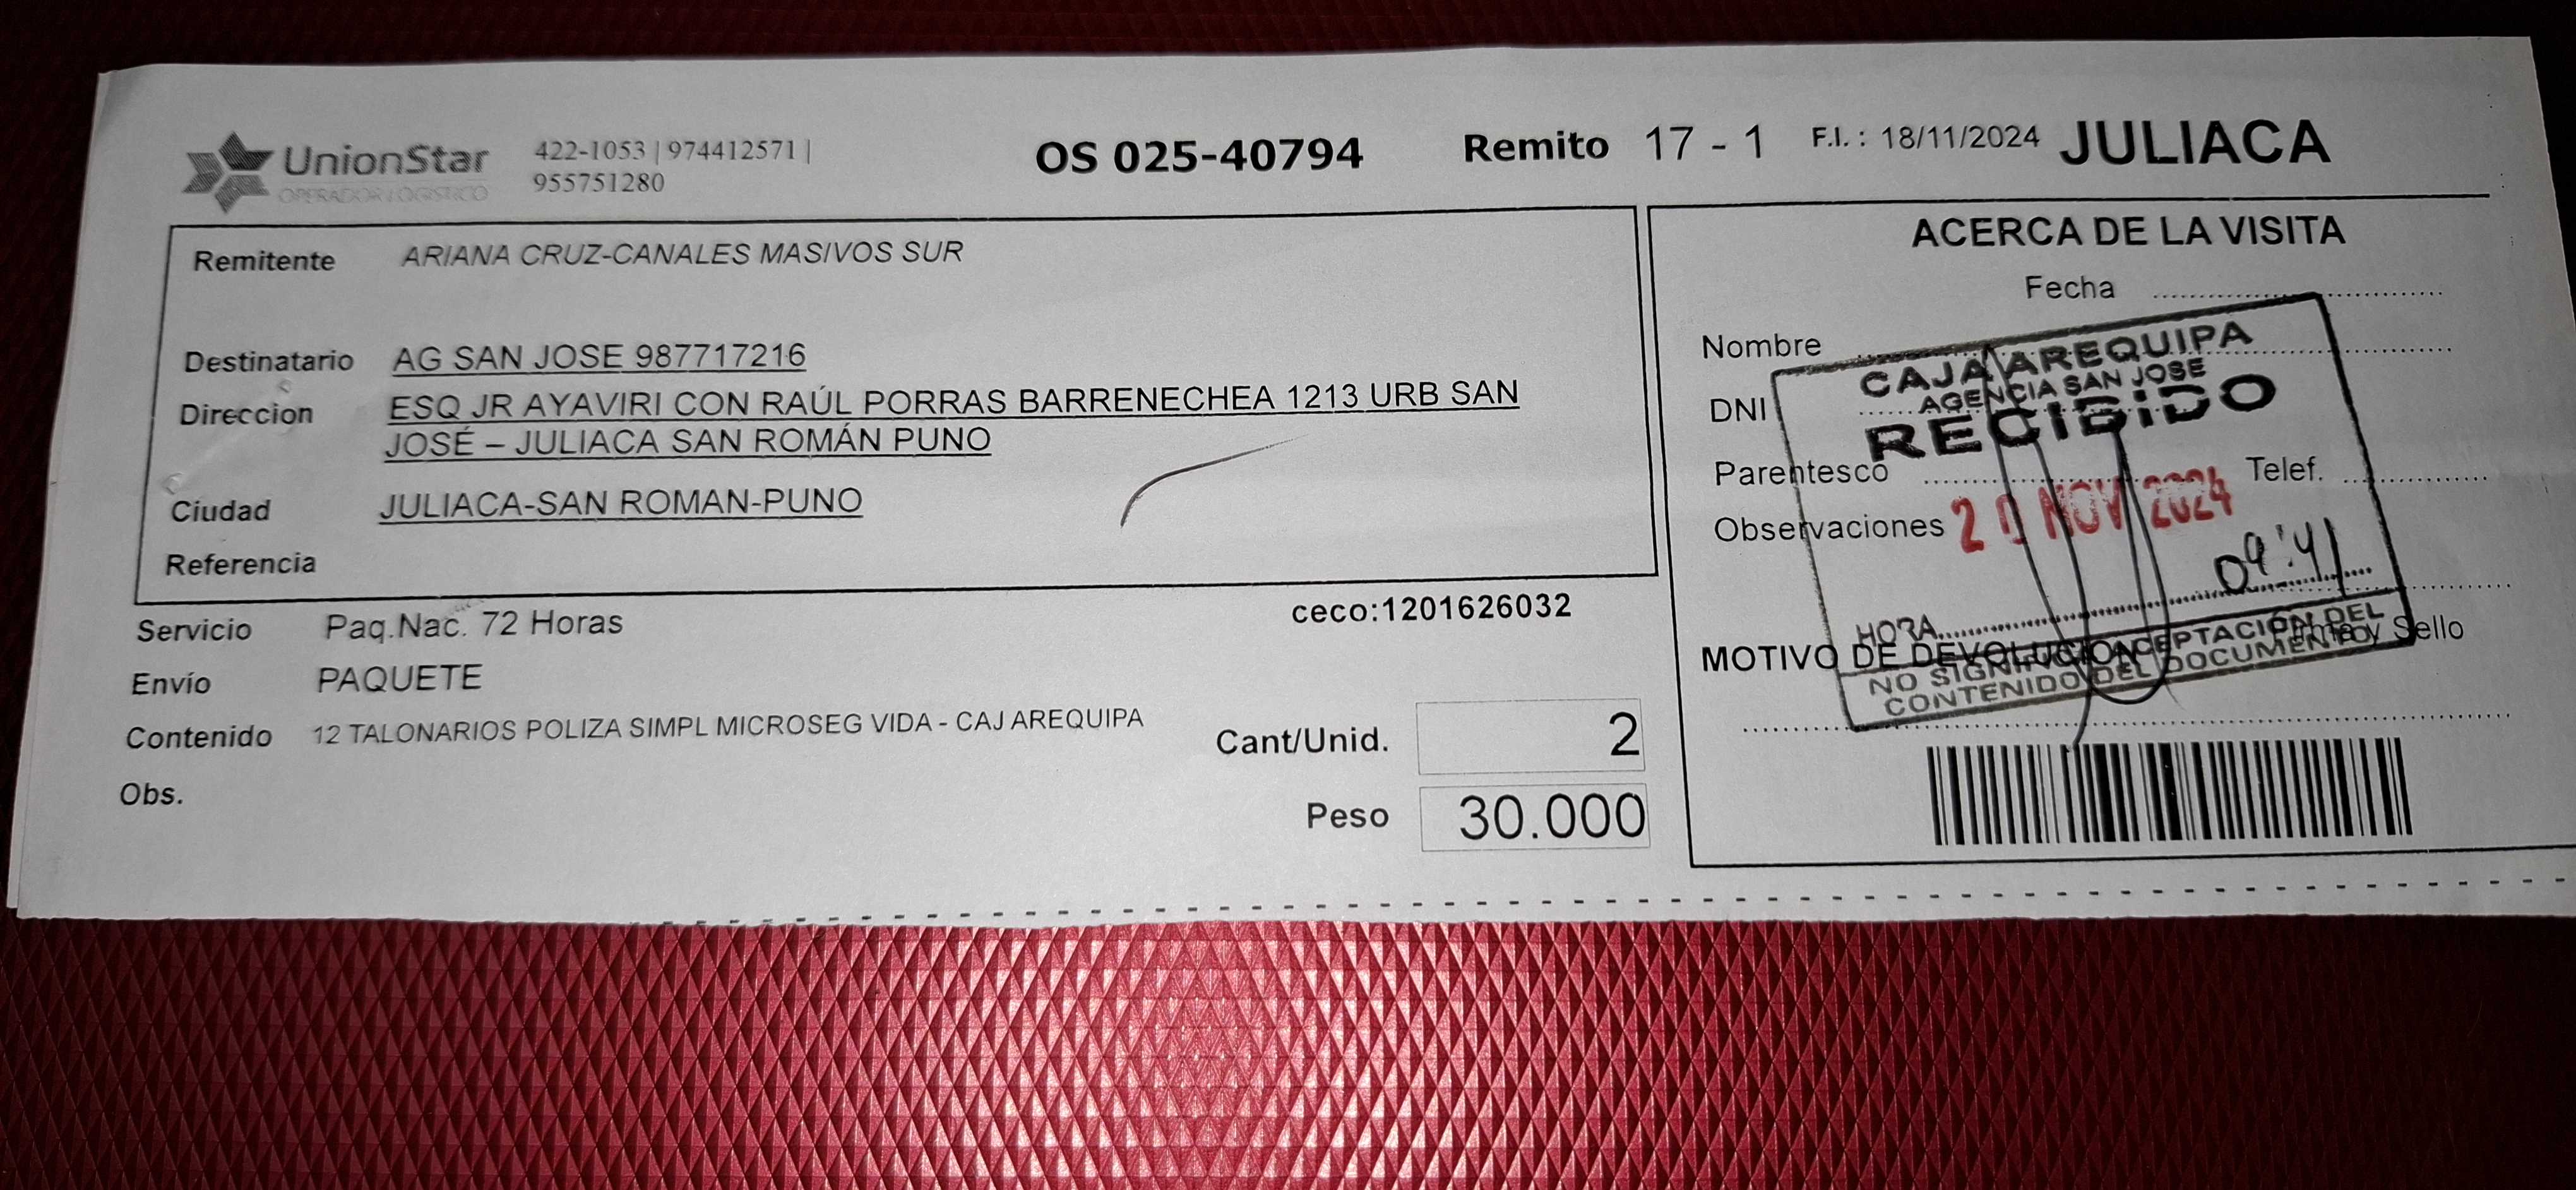 UnionStar
OPERADOR LOGISTICO
422-1053 | 974412571 |
955751280
OS 025-40794
Remito 17 - 1
F.I. : 18/11/2024
JULIACA
Remitente ARIANA CRUZ-CANALES MASIVOS SUR
Destinatario AG SAN JOSE 987717216
Direccion ESQ JR AYAVIRI CON RAÚL PORRAS BARRENECHEA 1213 URB SAN
JOSÉ – JULIACA SAN ROMÁN PUNO
Ciudad JULIACA-SAN ROMAN-PUNO
Referencia
Servicio Paq.Nac. 72 Horas
ceco:1201626032
Envío PAQUETE
Contenido 12 TALONARIOS POLIZA SIMPL MICROSEG VIDA - CAJ AREQUIPA
Cant/Unid. 2
Obs.
Peso 30.000
ACERCA DE LA VISITA
Fecha
Nombre
DNI
Parentesco
Telef.
Observaciones
Firma y Sello
MOTIVO DE DEVOLUCION
CAJA AREQUIPA
AGENCIA SAN JOSE
RECIBIDO
20 NOV 2024
HORA 09:41
NO SIGNIFICA ACEPTACIÓN DEL
CONTENIDO DEL DOCUMENTO